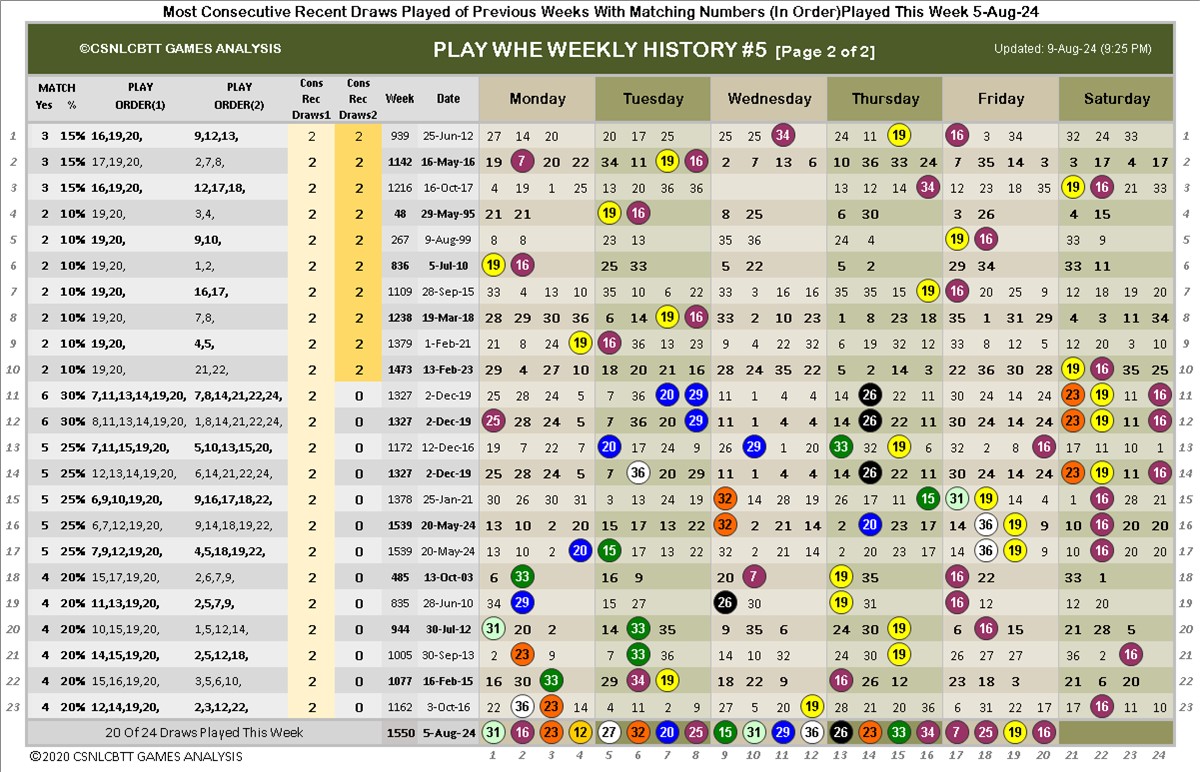 Most Consecutive Recent Draws Played of Previous Weeks With Matching Numbers (In Order)Played This Week 5-Aug-24
©CSNLCBTT GAMES ANALYSIS PLAY WHE WEEKLY HISTORY #5 [Page 2 of 2] Updated: 9-Aug-24 (9:25 PM)
MATCH Yes % PLAY ORDER(1) PLAY ORDER(2) Cons Rec Draws1 Cons Rec Draws2 Week Date Monday Tuesday Wednesday Thursday Friday Saturday
1 3 15% 16,19,20, 9,12,13, 2 2 939 25-Jun-12 27 14 20 20 17 25 25 25 34 24 11 19 16 3 34 32 24 33 1
2 3 15% 17,19,20, 2,7,8, 2 2 1142 16-May-16 19 7 20 22 34 11 19 16 2 7 13 6 10 36 33 24 7 35 14 3 3 17 4 17 2
3 3 15% 16,19,20, 12,17,18, 2 2 1216 16-Oct-17 4 19 1 25 13 20 36 36 13 12 14 34 12 23 18 35 19 16 21 33 3
4 2 10% 19,20, 3,4, 2 2 48 29-May-95 21 21 19 16 8 25 6 30 3 26 4 15 4
5 2 10% 19,20, 9,10, 2 2 267 9-Aug-99 8 8 23 13 35 36 24 4 19 16 33 9 5
6 2 10% 19,20, 1,2, 2 2 836 5-Jul-10 19 16 25 33 5 22 5 2 29 34 33 11 6
7 2 10% 19,20, 16,17, 2 2 1109 28-Sep-15 33 4 13 10 35 10 6 22 33 3 16 16 35 35 15 19 16 20 25 9 12 18 19 20 7
8 2 10% 19,20, 7,8, 2 2 1238 19-Mar-18 28 29 30 36 6 14 19 16 33 2 10 23 1 8 23 18 35 1 31 29 4 3 11 34 8
9 2 10% 19,20, 4,5, 2 2 1379 1-Feb-21 21 8 24 19 16 36 13 23 9 4 22 32 6 19 32 12 33 8 12 5 12 20 3 10 9
10 2 10% 19,20, 21,22, 2 2 1473 13-Feb-23 29 4 27 10 18 20 21 16 28 24 35 22 5 2 14 3 22 36 30 28 19 16 35 25 10
11 6 30% 7,11,13,14,19,20, 7,8,14,21,22,24, 2 0 1327 2-Dec-19 25 28 24 5 7 36 20 29 11 1 4 4 14 26 22 11 30 24 14 24 23 19 11 16 11
12 6 30% 8,11,13,14,19,20, 1,8,14,21,22,24, 2 0 1327 2-Dec-19 25 28 24 5 7 36 20 29 11 1 4 4 14 26 22 11 30 24 14 24 23 19 11 16 12
13 5 25% 7,11,15,19,20, 5,10,13,15,20, 2 0 1172 12-Dec-16 19 7 22 7 20 17 24 9 13 29 1 20 33 32 19 6 32 2 8 16 17 11 10 1 13
14 5 25% 12,13,14,19,20 6,14,21,22,24, 2 0 1327 2-Dec-19 25 28 24 5 7 36 20 29 11 1 4 4 14 26 22 11 30 24 14 24 23 19 11 16 14
15 5 25% 6,9,10,19,20, 9,16,17,18,22, 2 0 1378 25-Jan-21 30 26 30 31 3 13 24 19 32 14 28 19 26 17 11 15 31 19 14 4 1 16 28 21 15
16 5 25% 6,7,12,19,20, 9,14,18,19,22, 2 0 1539 20-May-24 13 10 2 20 15 17 13 22 32 2 21 14 2 20 23 17 14 36 19 9 10 16 20 20 16
17 5 25% 7,9,12,19,20, 4,5,18,19,22, 2 0 1539 20-May-24 13 10 2 20 15 17 13 22 32 2 21 14 2 20 23 17 14 36 19 9 10 16 20 20 17
18 4 20% 15,17,19,20, 2,6,7,9, 2 0 485 13-Oct-03 6 33 16 9 20 7 19 35 16 22 33 1 18
19 4 20% 11,13,19,20, 2,5,7,9, 2 0 835 28-Jun-10 34 29 15 27 26 30 19 31 16 12 12 20 19
20 4 20% 10,15,19,20, 1,5,12,14, 2 0 944 30-Jul-12 31 20 2 14 33 35 9 35 6 24 30 19 6 16 15 21 28 5 20
21 4 20% 14,15,19,20, 2,5,12,18, 2 0 1005 30-Sep-13 2 23 9 7 33 36 14 10 32 24 30 19 26 27 27 36 2 16 21
22 4 20% 15,16,19,20, 3,5,6,10, 2 0 1077 16-Feb-15 16 30 33 29 34 19 18 22 9 16 26 12 23 18 3 21 6 20 22
23 4 20% 12,14,19,20, 2,3,12,22, 2 0 1162 3-Oct-16 22 36 23 14 4 11 2 9 27 5 20 19 28 21 20 36 6 31 22 17 17 16 10 11 23
20 Of 24 Draws Played This Week 1550 5-Aug-24 31 16 23 12 27 32 20 25 15 31 29 36 26 23 33 34 7 25 19 16
©2020 CSNLCBTT GAMES ANALYSIS 1 2 3 4 5 6 7 8 9 10 11 12 13 14 15 16 17 18 19 20 21 22 23 24